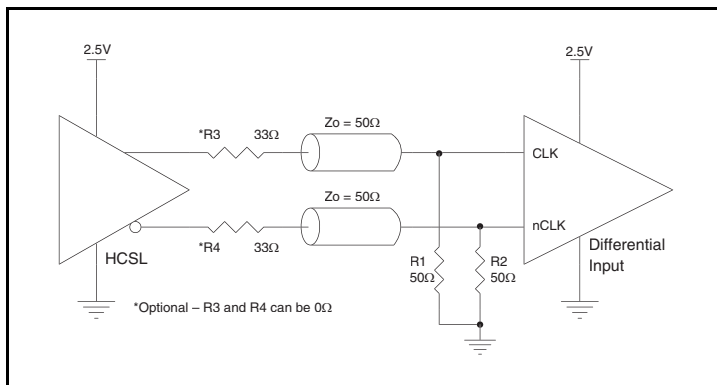 2.5V
2.5V
*R3 33Ω
Zo = 50Ω
CLK
Zo = 50Ω
nCLK
*R4 33Ω
HCSL
R1
50Ω
R2
50Ω
Differential
Input
*Optional – R3 and R4 can be 0Ω